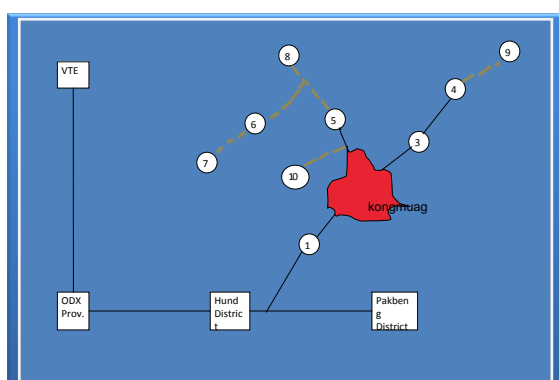 8
9
VTE
4
5
6
3
7
10
kongmuag
1
ODX
Prov.
Hund
Distric
t
Pakben
g
District